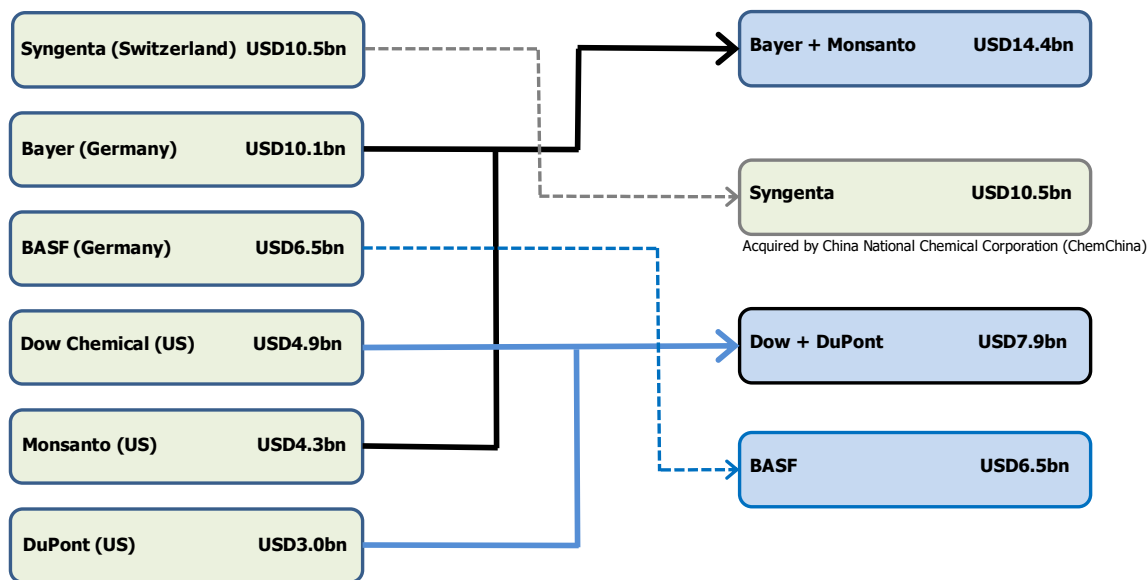 Syngenta (Switzerland) USD10.5bn
Bayer (Germany) USD10.1bn
BASF (Germany) USD6.5bn
Dow Chemical (US) USD4.9bn
Monsanto (US) USD4.3bn
DuPont (US) USD3.0bn
Bayer + Monsanto USD14.4bn
Syngenta USD10.5bn
Acquired by China National Chemical Corporation (ChemChina)
Dow + DuPont USD7.9bn
BASF USD6.5bn